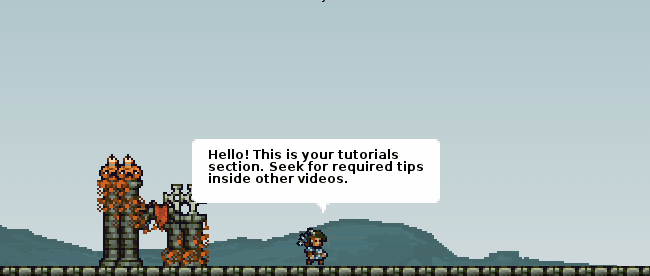 Hello! This is your tutorials
section. Seek for required tips
inside other videos.